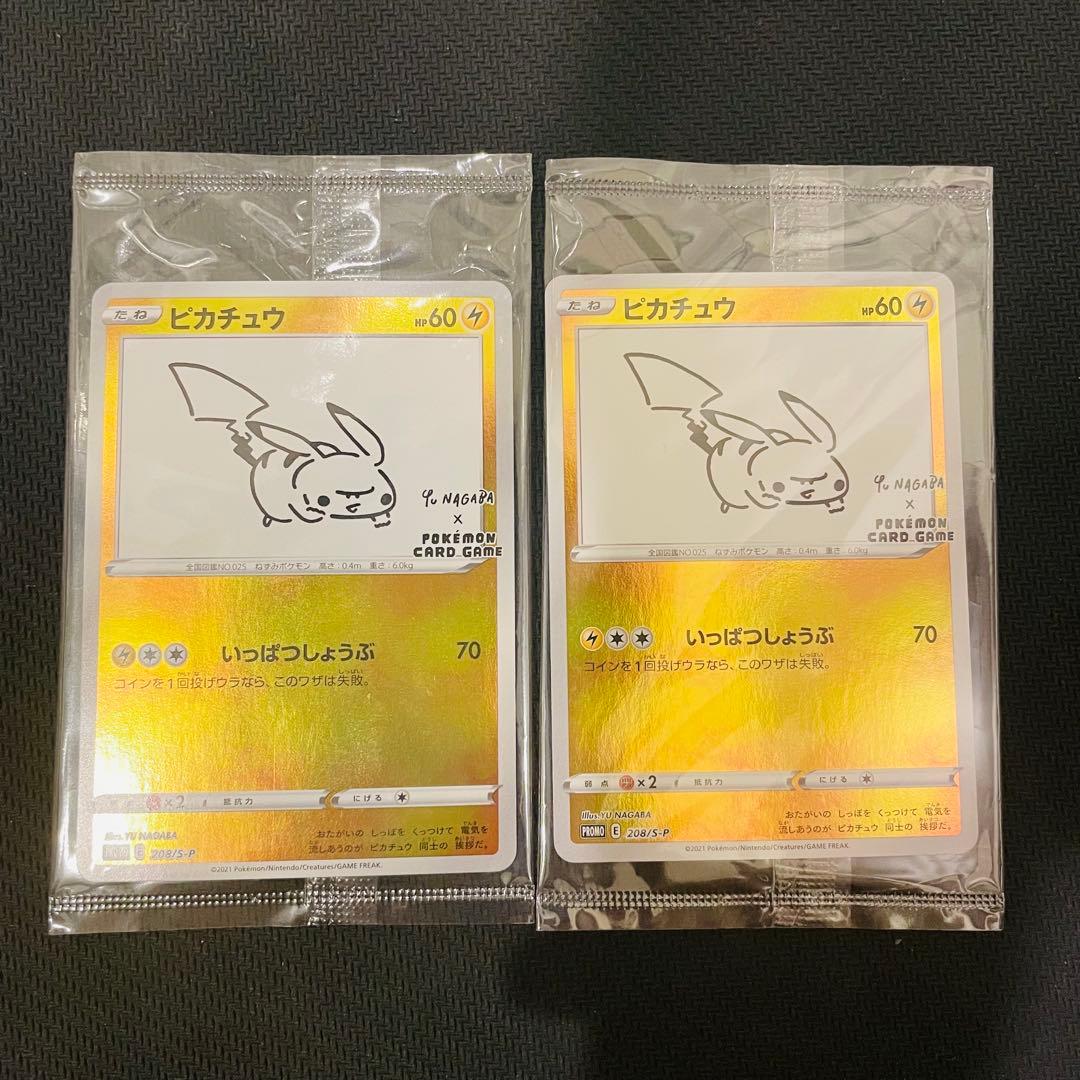 たね ピカチュウ HP60
Yu NAGABA
×
POKÉMON
CARD GAME
全国図鑑NO.025 ねずみポケモン 高さ:0.4m 重さ:6.0kg
いっぱつしょうぶ 70
コインを1回投げウラなら、このワザは失敗。
×2 抵抗力 にげる
Illus.YU NAGABA
おたがいの しっぽを くっつけて 電気を
流しあうのが ピカチュウ 同士の 挨拶だ。
E 208/S-P
©2021 Pokémon/Nintendo/Creatures/GAME FREAK.
たね ピカチュウ HP60
Yu NAGABA
×
POKÉMON
CARD GAME
全国図鑑NO.025 ねずみポケモン 高さ:0.4m 重さ:6.0kg
いっぱつしょうぶ 70
コインを1回投げウラなら、このワザは失敗。
弱点 ×2 抵抗力 にげる
Illus.YU NAGABA
おたがいの しっぽを くっつけて 電気を
流しあうのが ピカチュウ 同士の 挨拶だ。
PROMO E 208/S-P
©2021 Pokémon/Nintendo/Creatures/GAME FREAK.